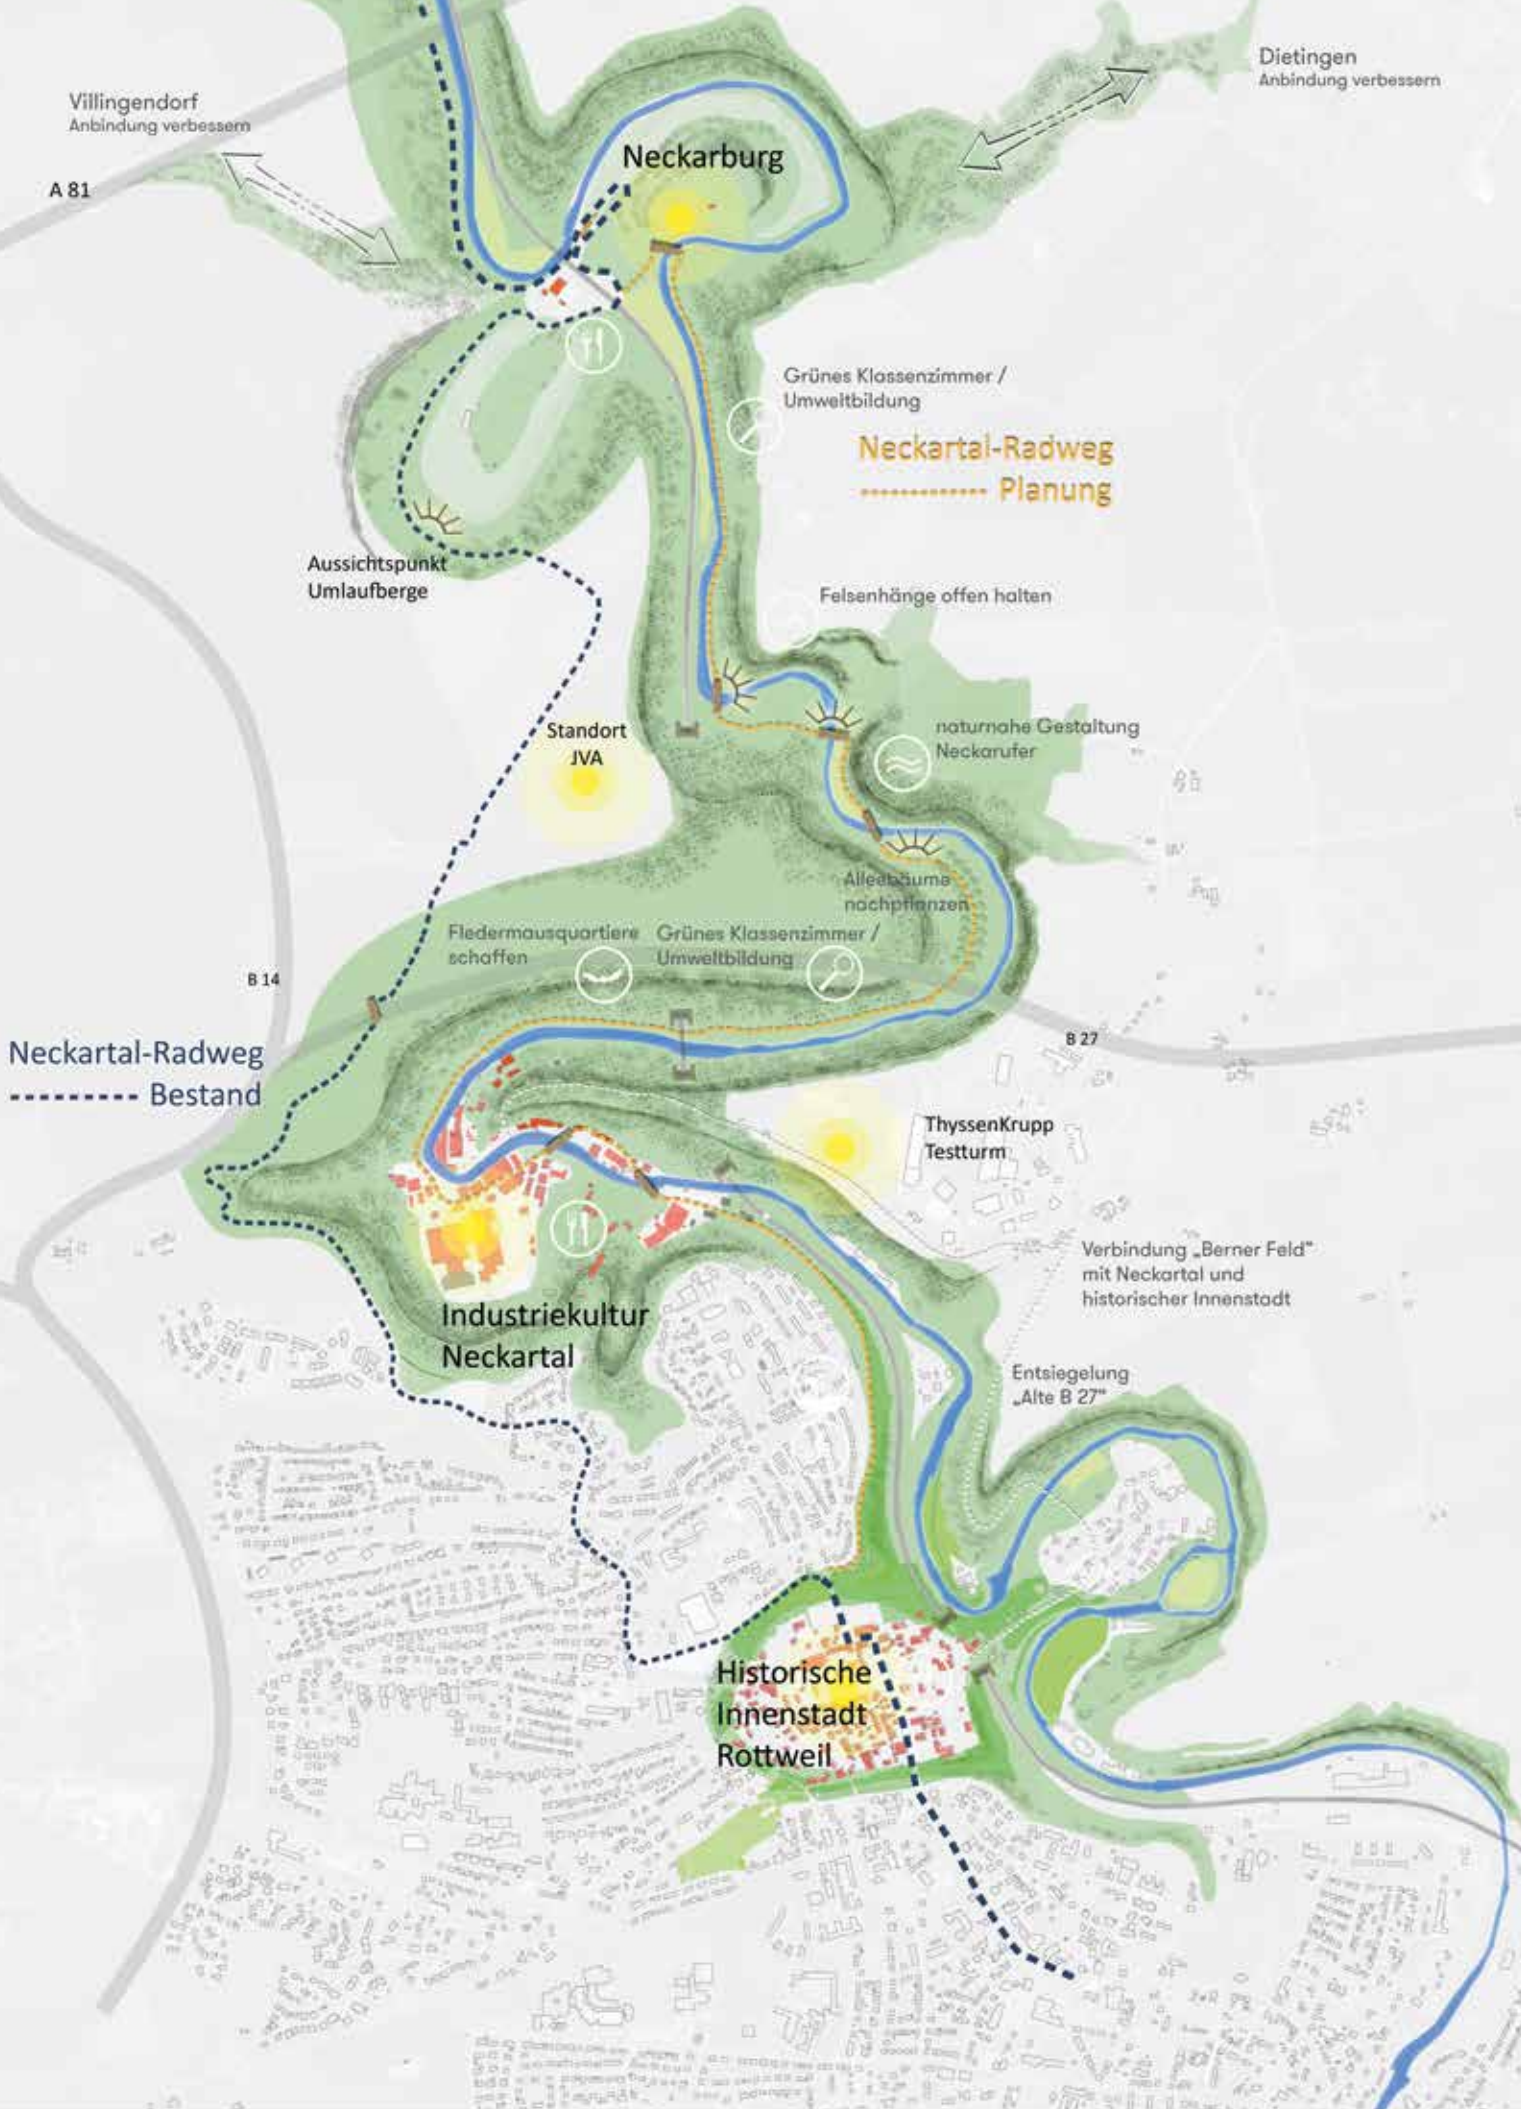 Dietingen
Anbindung verbessern
Villingendorf
Anbindung verbessern
A 81
Neckarburg
Grünes Klassenzimmer /
Umweltbildung
Neckartal-Radweg
Planung
Aussichtspunkt
Umlaufberge
Felsenhänge offen halten
Standort
JVA
naturnahe Gestaltung
Neckarufer
Alleebäume
nachpflanzen
Fledermausquartiere
schaffen
Grünes Klassenzimmer /
Umweltbildung
B 14
B 27
Neckartal-Radweg
Bestand
ThyssenKrupp
Testturm
Verbindung „Berner Feld"
mit Neckartal und
historischer Innenstadt
Industriekultur
Neckartal
Entsiegelung
„Alte B 27"
Historische
Innenstadt
Rottweil